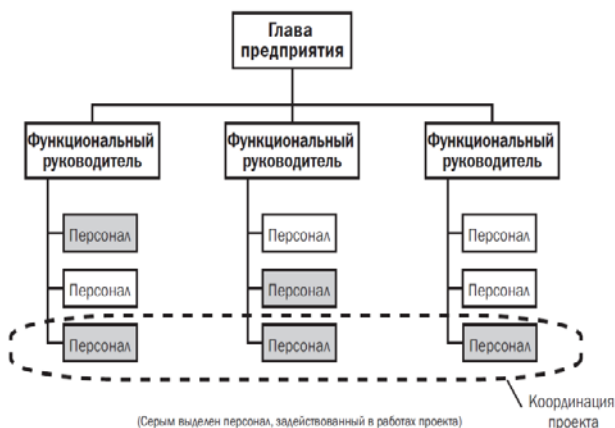 Глава
предприятия
Функциональный
руководитель
Функциональный
руководитель
Функциональный
руководитель
Персонал
Персонал
Персонал
Персонал
Персонал
Персонал
Персонал
Персонал
Персонал
Координация
проекта
(Серым выделен персонал, задействованный в работах проекта)